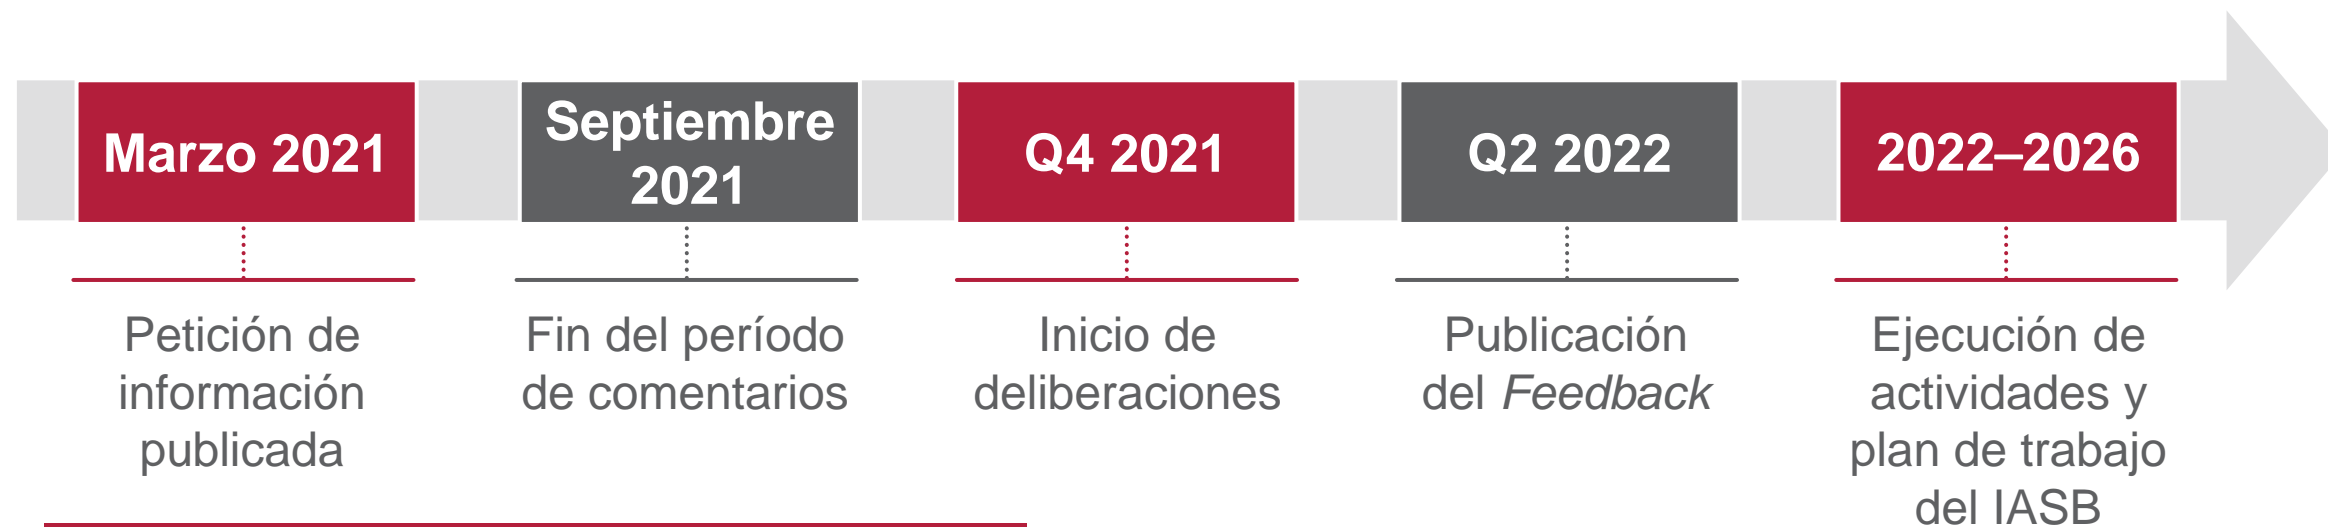 Marzo 2021
Septiembre
2021
Q4 2021
Q2 2022
2022–2026
Petición de
información
publicada
Fin del período
de comentarios
Inicio de
deliberaciones
Publicación
del Feedback
Ejecución de
actividades y
plan de trabajo
del IASB